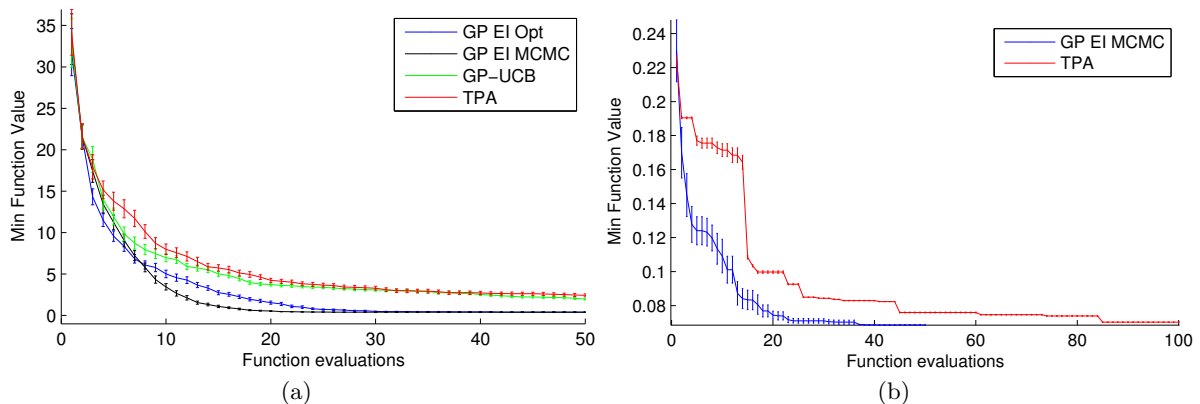 35
30
25
20
15
10
5
0
Min Function Value
0 10 20 30 40 50
Function evaluations
GP EI Opt
GP EI MCMC
GP−UCB
TPA
(a)
0.24
0.22
0.2
0.18
0.16
0.14
0.12
0.1
0.08
Min Function Value
0 20 40 60 80 100
Function evaluations
GP EI MCMC
TPA
(b)